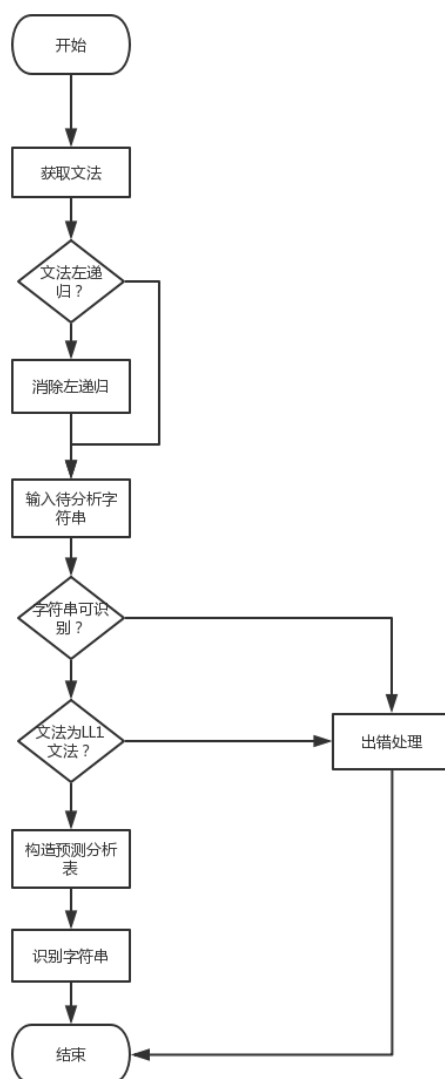 开始
获取文法
文法左递
归？
消除左递归
输入待分析字
符串
字符串可识
别？
文法为LL1
文法？
出错处理
构造预测分析
表
识别字符串
结束